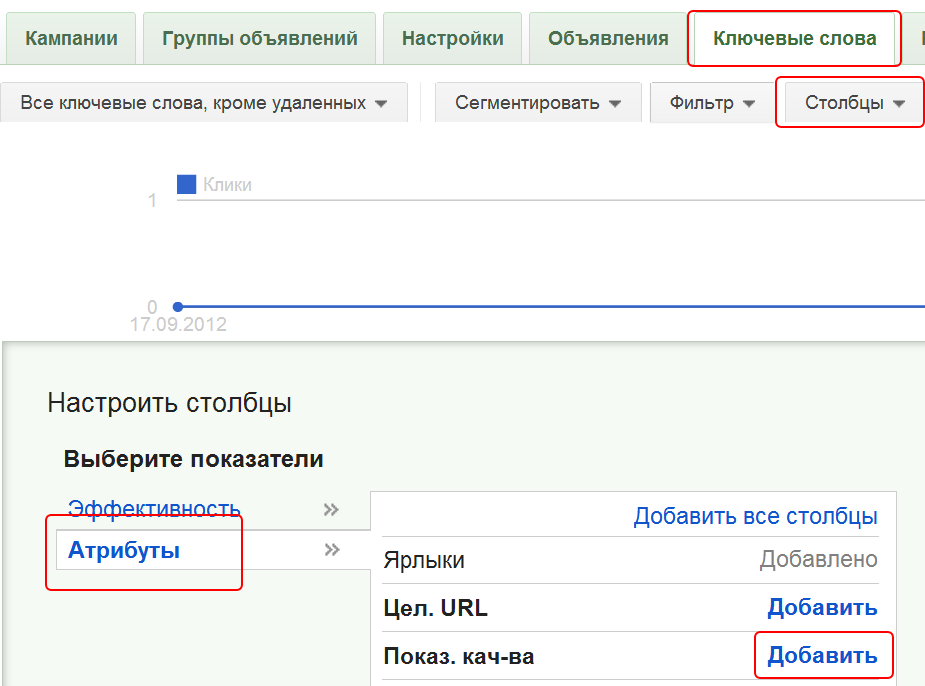 Кампании Группы объявлений Настройки Объявления Ключевые слова
Все ключевые слова, кроме удаленных Сегментировать Фильтр Столбцы
Клики
1
0
17.09.2012
Настроить столбцы
Выберите показатели
Эффективность »
Добавить все столбцы
Атрибуты »
Ярлыки Добавлено
Цел. URL Добавить
Показ. кач-ва Добавить